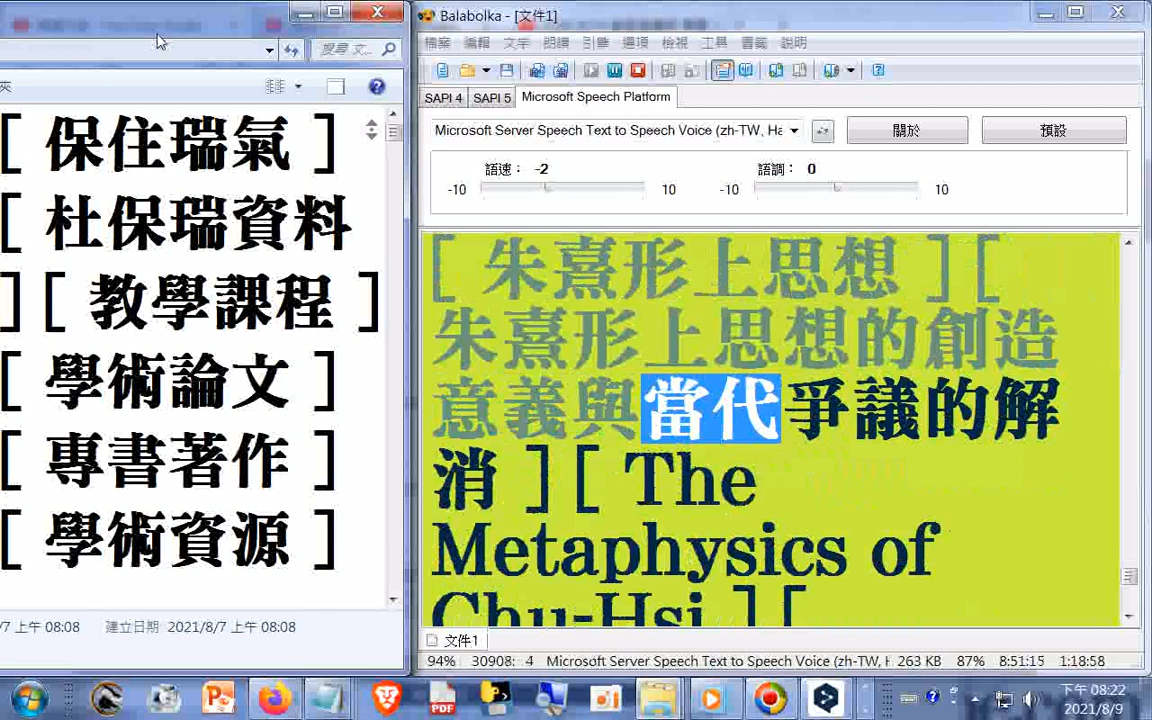 搜尋 文...
夾
[ 保住瑞氣 ]
[ 杜保瑞資料
][ 教學課程 ]
[ 學術論文 ]
[ 專書著作 ]
[ 學術資源 ]
/7 上午 08:08 建立日期 2021/8/7 上午 08:08
Balabolka - [文件1]
檔案 編輯 文字 朗讀 引擎 選項 檢視 工具 書籤 說明
SAPI 4 SAPI 5 Microsoft Speech Platform
Microsoft Server Speech Text to Speech Voice (zh-TW, Ha
關於 預設
語速： -2 語調： 0
-10 10 -10 10
[ 朱熹形上思想 ][
朱熹形上思想的創造
意義與當代爭議的解
消 ][ The
Metaphysics of
Chu-Hsi ][
文件1
94% 30908: 4 Microsoft Server Speech Text to Speech Voice (zh-TW, H 263 KB 87% 8:51:15 1:18:58
下午 08:22
2021/8/9